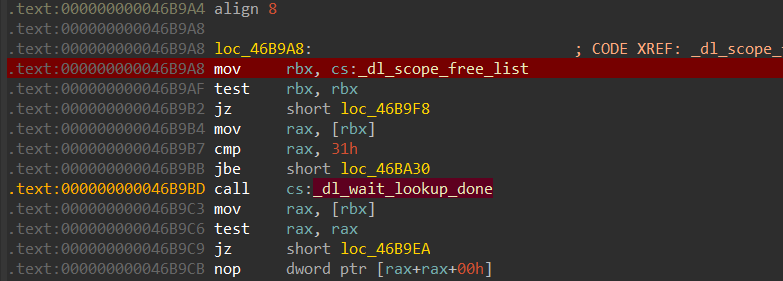 .text:000000000046B9A4 align 8
.text:000000000046B9A8
.text:000000000046B9A8 loc_46B9A8: ; CODE XREF: _dl_scope_
.text:000000000046B9A8 mov rbx, cs:_dl_scope_free_list
.text:000000000046B9AF test rbx, rbx
.text:000000000046B9B2 jz short loc_46B9F8
.text:000000000046B9B4 mov rax, [rbx]
.text:000000000046B9B7 cmp rax, 31h
.text:000000000046B9BB jbe short loc_46BA30
.text:000000000046B9BD call cs:_dl_wait_lookup_done
.text:000000000046B9C3 mov rax, [rbx]
.text:000000000046B9C6 test rax, rax
.text:000000000046B9C9 jz short loc_46B9EA
.text:000000000046B9CB nop dword ptr [rax+rax+00h]